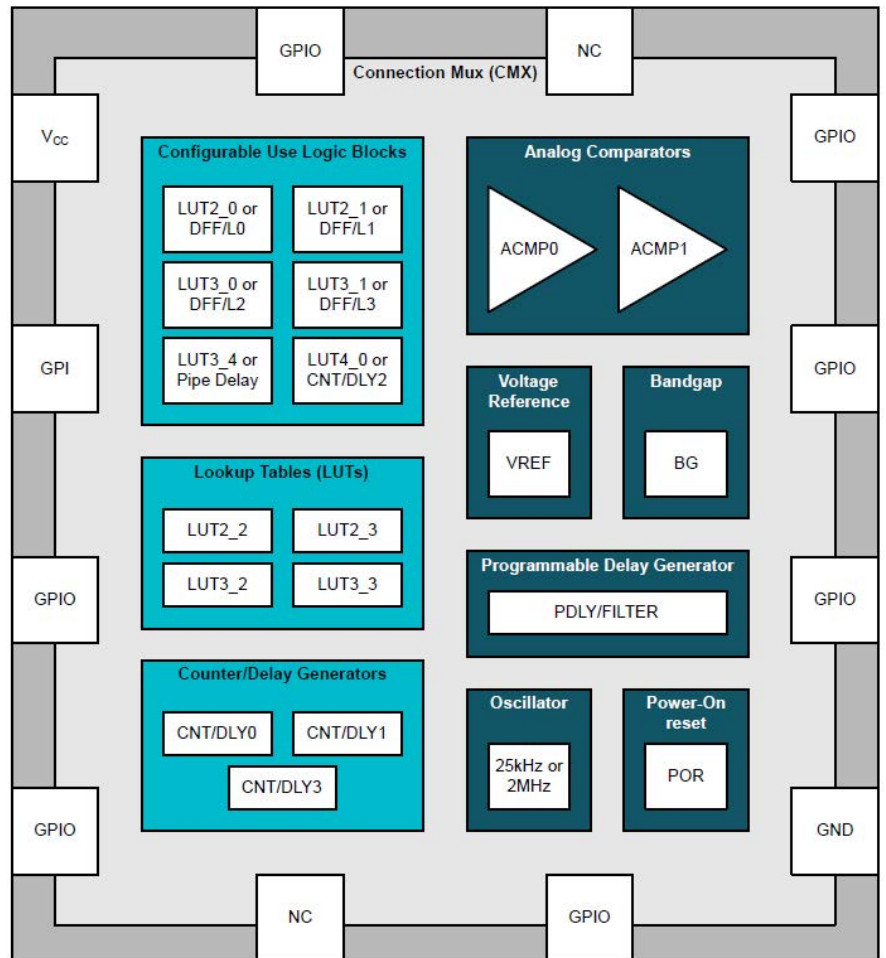 GPIO
NC
Connection Mux (CMX)
VCC
GPIO
Configurable Use Logic Blocks
LUT2_0 or
DFF/L0
LUT2_1 or
DFF/L1
LUT3_0 or
DFF/L2
LUT3_1 or
DFF/L3
LUT3_4 or
Pipe Delay
LUT4_0 or
CNT/DLY2
Analog Comparators
ACMP0
ACMP1
GPI
GPIO
Voltage
Reference
VREF
Bandgap
BG
Lookup Tables (LUTs)
LUT2_2
LUT2_3
LUT3_2
LUT3_3
Programmable Delay Generator
PDLY/FILTER
GPIO
GPIO
Counter/Delay Generators
CNT/DLY0
CNT/DLY1
CNT/DLY3
Oscillator
25kHz or
2MHz
Power-On
reset
POR
GPIO
GND
NC
GPIO